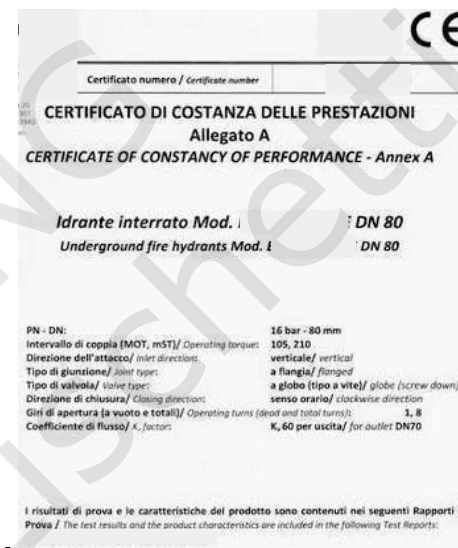 CE
Certificato numero / Certificate number
CERTIFICATO DI COSTANZA DELLE PRESTAZIONI
Allegato A
CERTIFICATE OF CONSTANCY OF PERFORMANCE - Annex A
Idrante interrato Mod. DN 80
Underground fire hydrants Mod. DN 80
PN - DN: 16 bar - 80 mm
Intervallo di coppia (MOT, mST)/ Operating torque: 105, 210
Direzione dell'attacco/ Inlet direction: verticale/ vertical
Tipo di giunzione/ Joint type: a flangia/ flanged
Tipo di valvola/ Valve type: a globo (tipo a vite)/ globe (screw down)
Direzione di chiusura/ Closing direction: senso orario/ clockwise direction
Giri di apertura (a vuoto e totali)/ Operating turns (dead and total turns): 1, 8
Coefficiente di flusso/ Kv factor: Kv 60 per uscita/ for outlet DN70
I risultati di prova e le caratteristiche del prodotto sono contenuti nei seguenti Rapporti
Prova / The test results and the product characteristics are included in the following Test Reports: